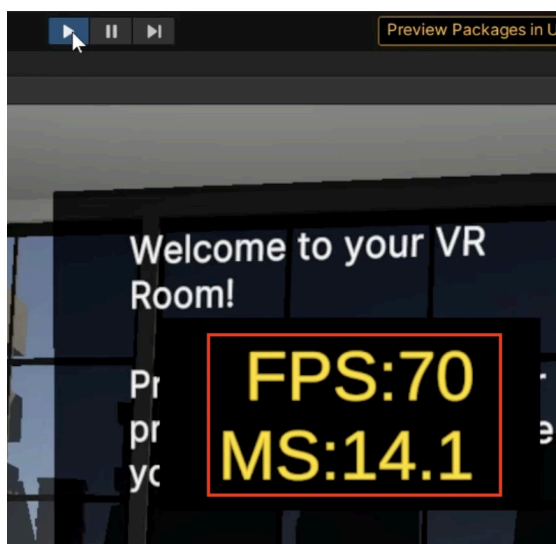 Preview Packages in U
Welcome to your VR
Room!
FPS:70
MS:14.1